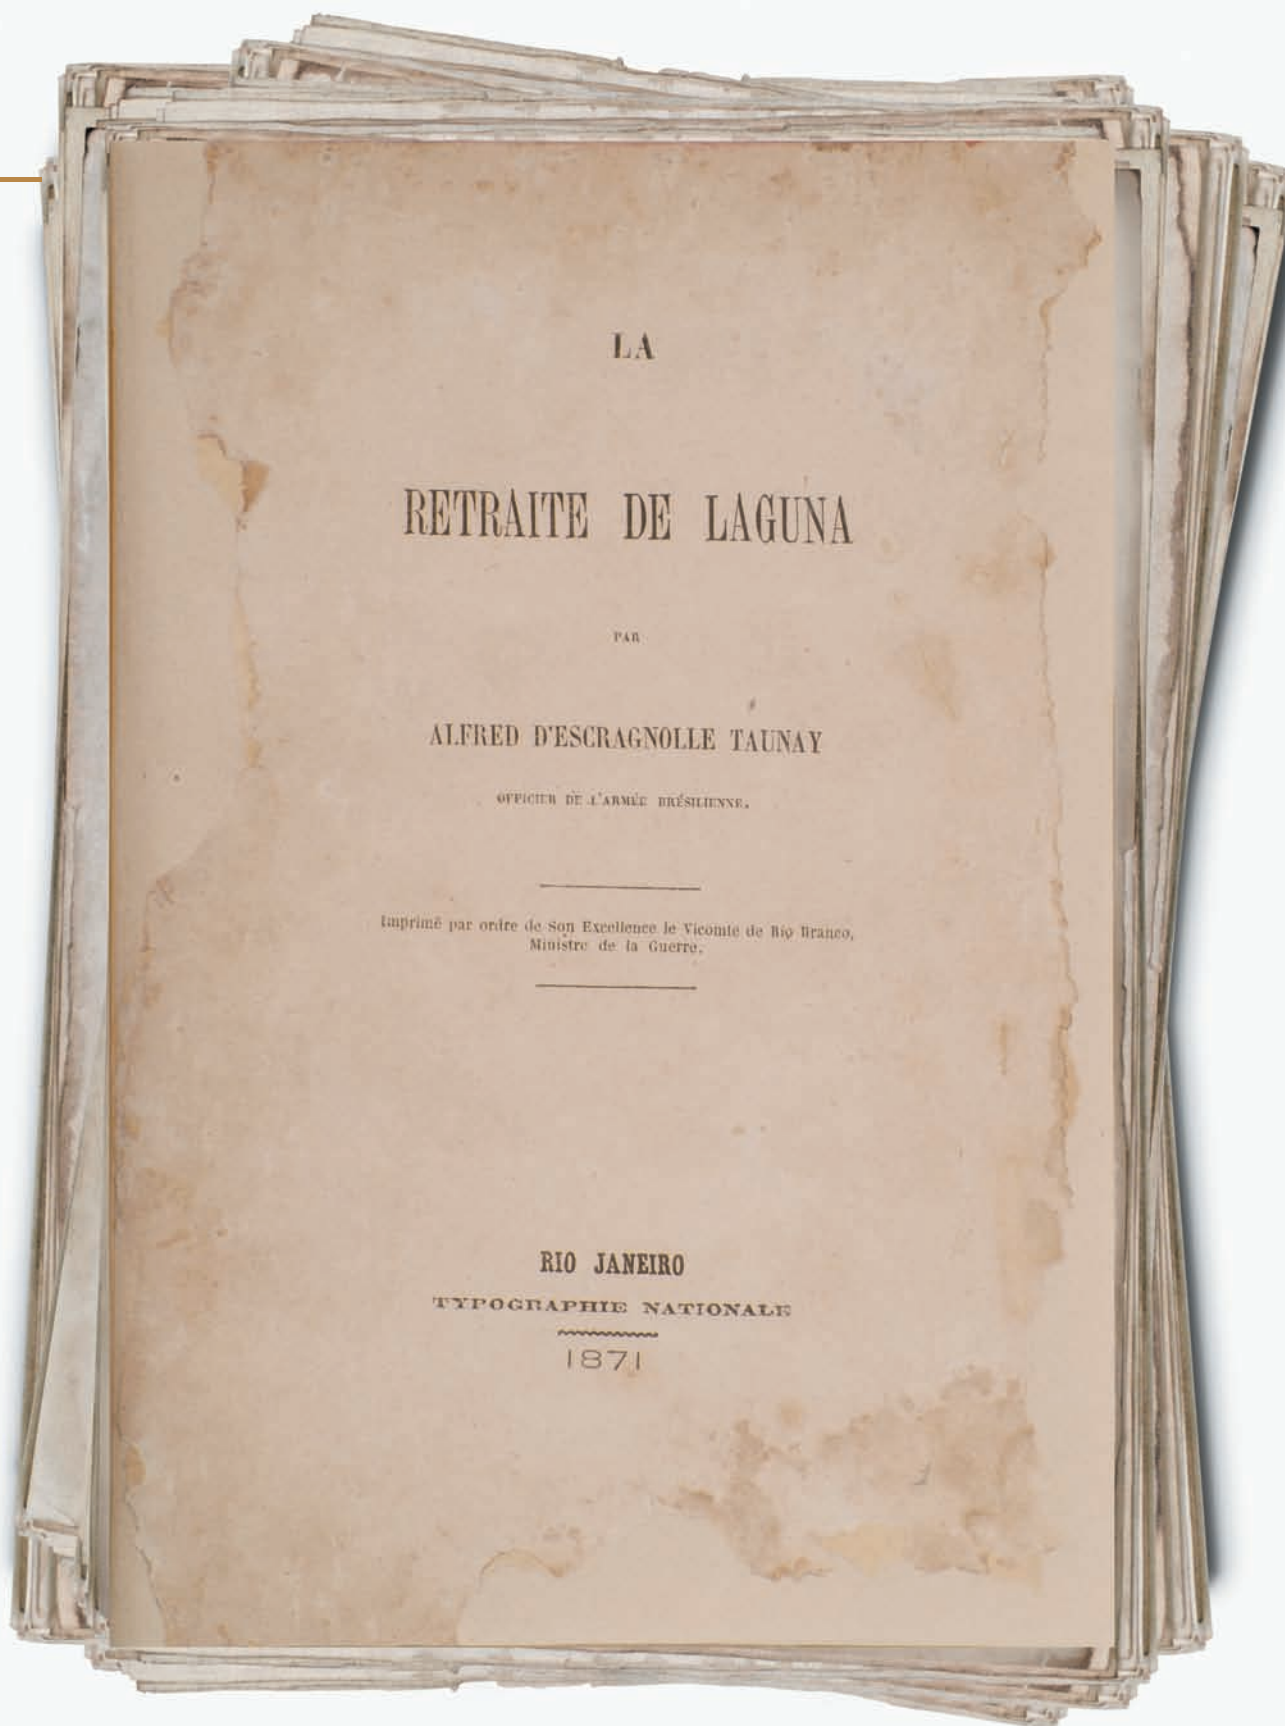 LA
RETRAITE DE LAGUNA
PAR
ALFRED D'ESCRAGNOLLE TAUNAY
OFFICIER DE L'ARMÉE BRÉSILIENNE.
Imprimé par ordre de Son Excellence le Vicomte de Rio Branco,
Ministre de la Guerre.
RIO JANEIRO
TYPOGRAPHIE NATIONALE
1871